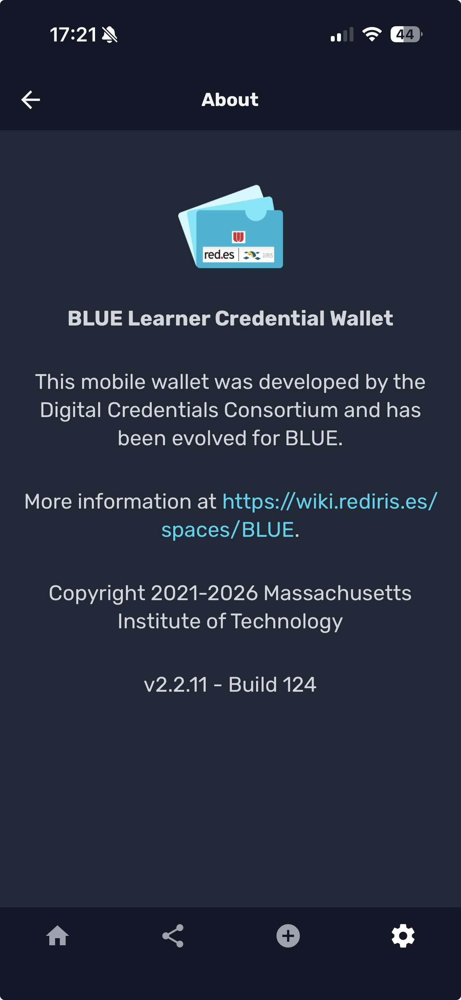 17:21
44
About
red.es
IRIS
BLUE Learner Credential Wallet
This mobile wallet was developed by the
Digital Credentials Consortium and has
been evolved for BLUE.
More information at https://wiki.rediris.es/
spaces/BLUE.
Copyright 2021-2026 Massachusetts
Institute of Technology
v2.2.11 - Build 124